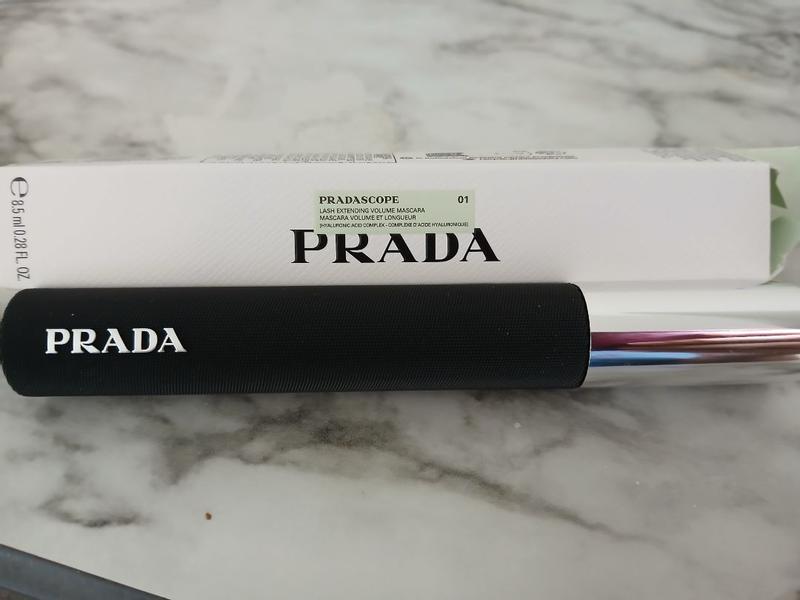 ℮ 8.5 ml 0.28 FL. OZ.
PRADASCOPE 01
LASH EXTENDING VOLUME MASCARA
MASCARA VOLUME ET LONGUEUR
[HYALURONIC ACID COMPLEX - COMPLEXE D'ACIDE HYALURONIQUE]
PRADA
PRADA